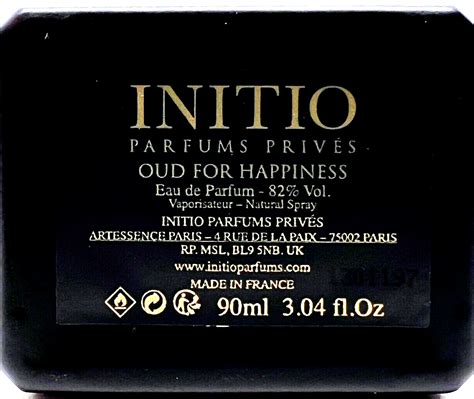 INITIO
PARFUMS PRIVÉS
OUD FOR HAPPINESS
Eau de Parfum - 82% Vol.
Vaporisateur – Natural Spray
INITIO PARFUMS PRIVÉS
ARTESSENCE PARIS – 4 RUE DE LA PAIX – 75002 PARIS
RP. MSL, BL9 5NB. UK
www.initioparfums.com
MADE IN FRANCE
90ml 3.04 fl.Oz